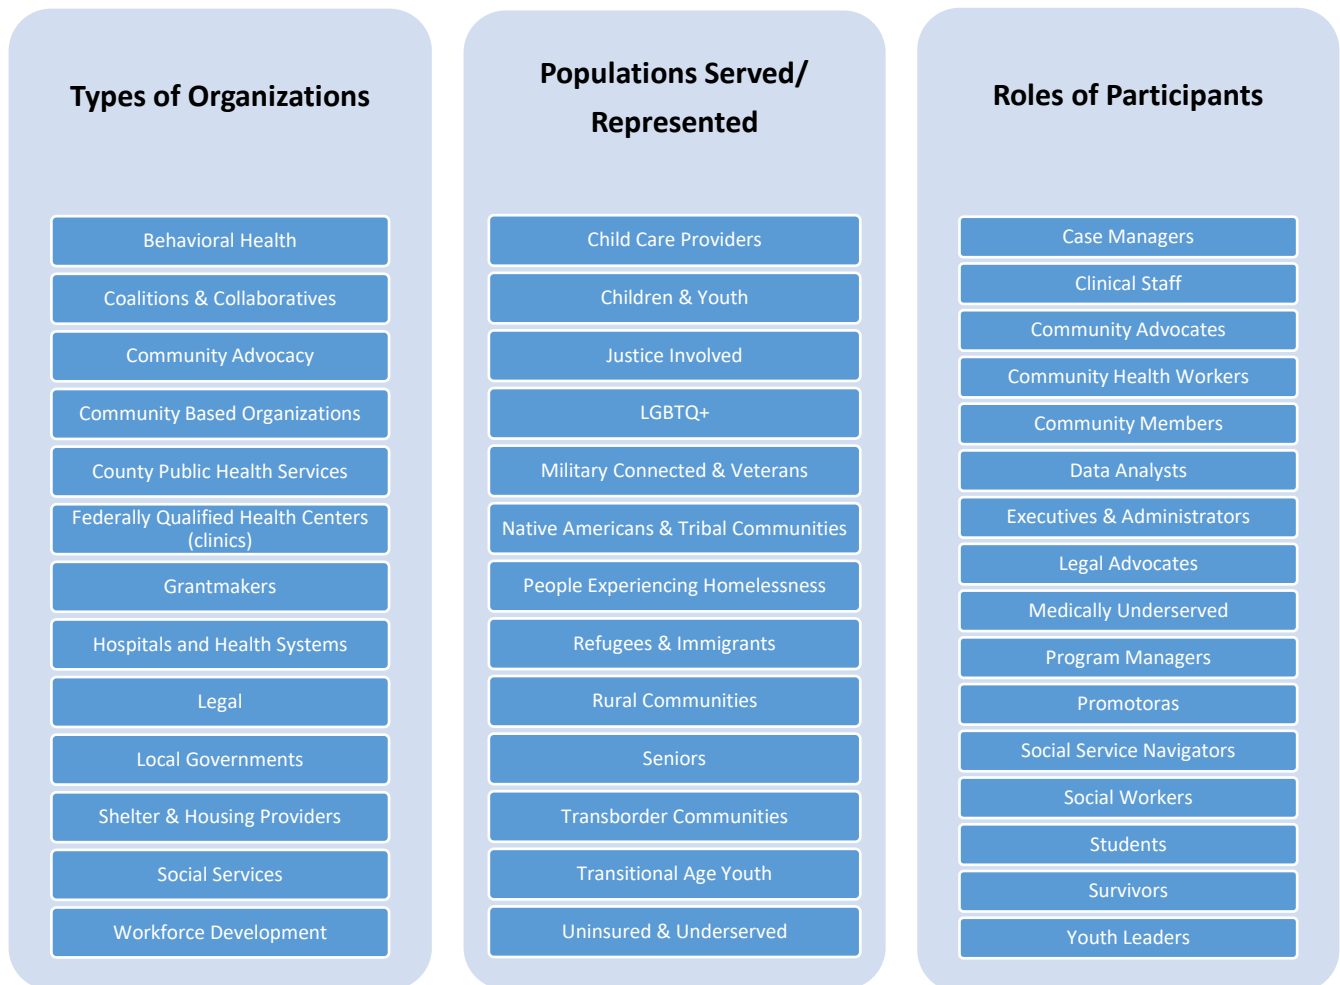 Types of Organizations
Behavioral Health
Coalitions & Collaboratives
Community Advocacy
Community Based Organizations
County Public Health Services
Federally Qualified Health Centers
(clinics)
Grantmakers
Hospitals and Health Systems
Legal
Local Governments
Shelter & Housing Providers
Social Services
Workforce Development
Populations Served/
Represented
Child Care Providers
Children & Youth
Justice Involved
LGBTQ+
Military Connected & Veterans
Native Americans & Tribal Communities
People Experiencing Homelessness
Refugees & Immigrants
Rural Communities
Seniors
Transborder Communities
Transitional Age Youth
Uninsured & Underserved
Roles of Participants
Case Managers
Clinical Staff
Community Advocates
Community Health Workers
Community Members
Data Analysts
Executives & Administrators
Legal Advocates
Medically Underserved
Program Managers
Promotoras
Social Service Navigators
Social Workers
Students
Survivors
Youth Leaders